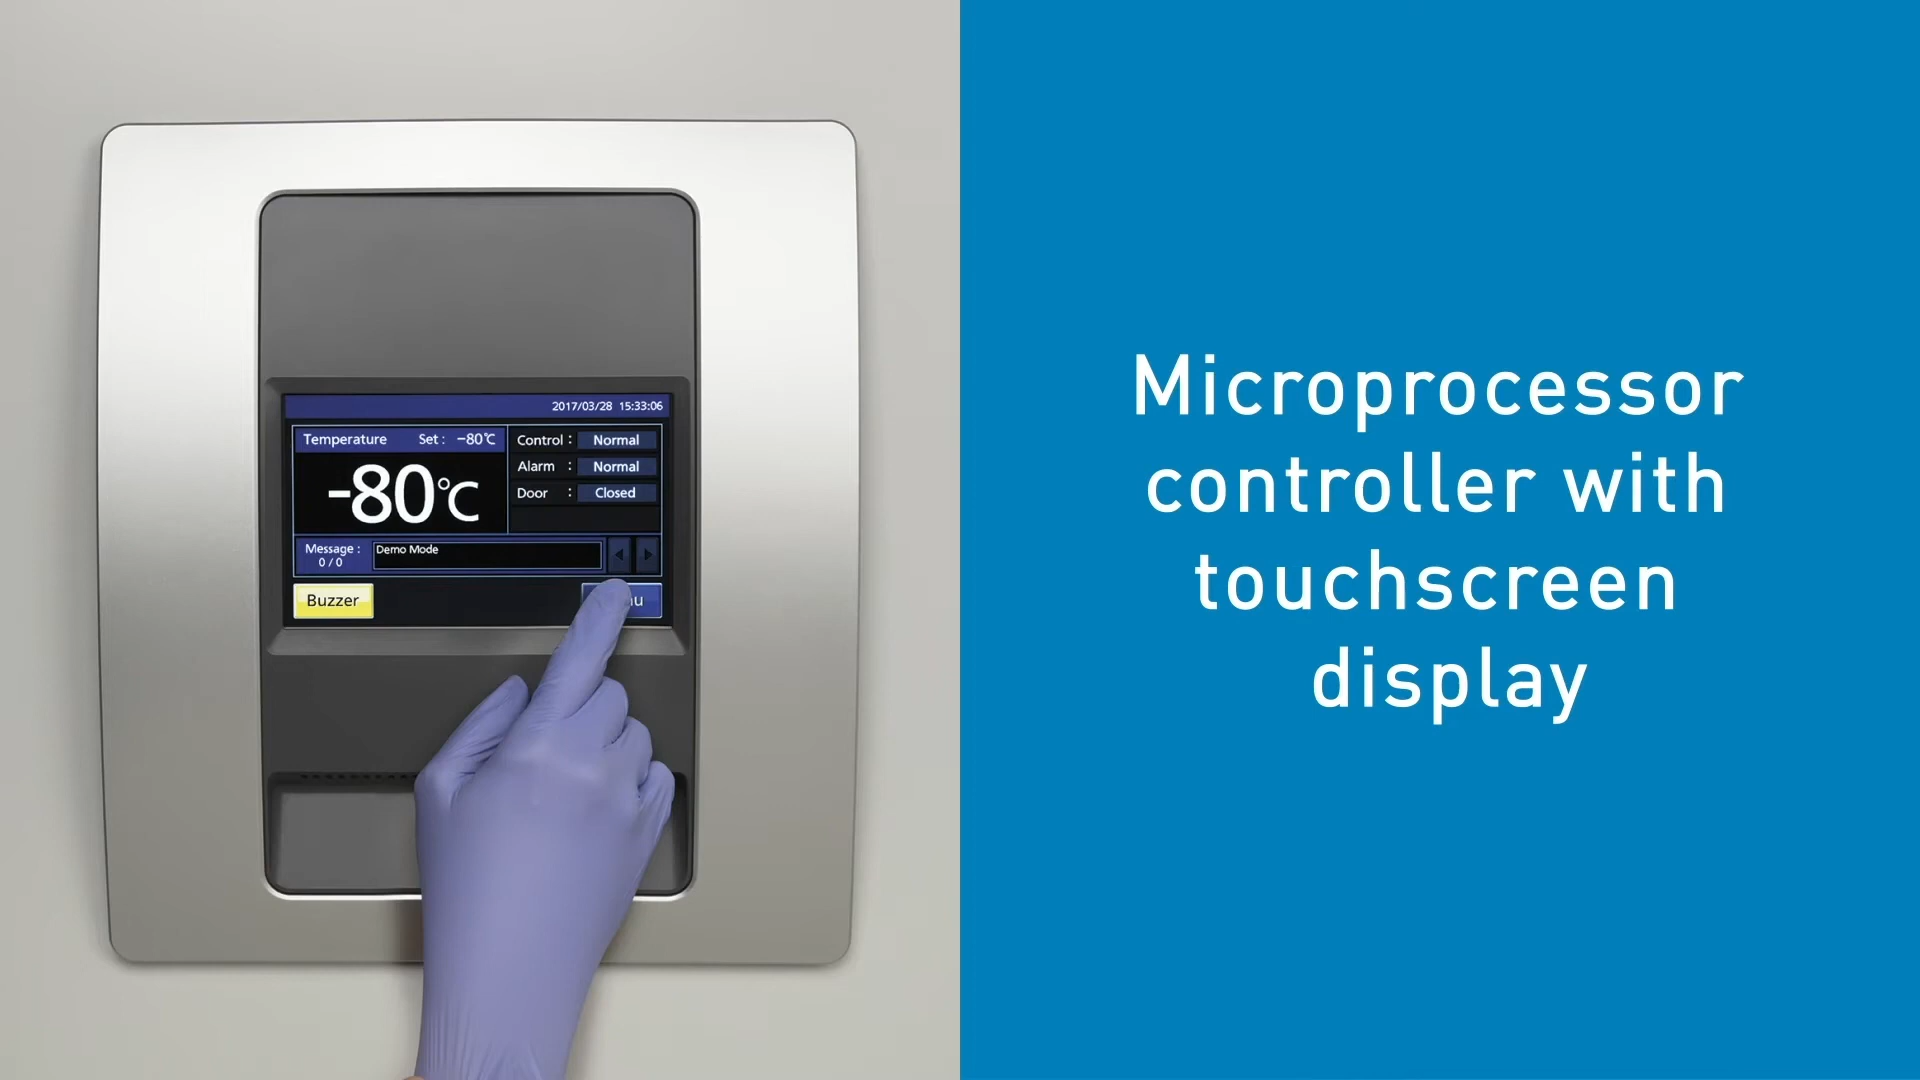 2017/03/28 15:33:06
Temperature Set : -80℃
-80℃
Control : Normal
Alarm : Normal
Door : Closed
Message :
0 / 0
Demo Mode
Buzzer
Microprocessor
controller with
touchscreen
display